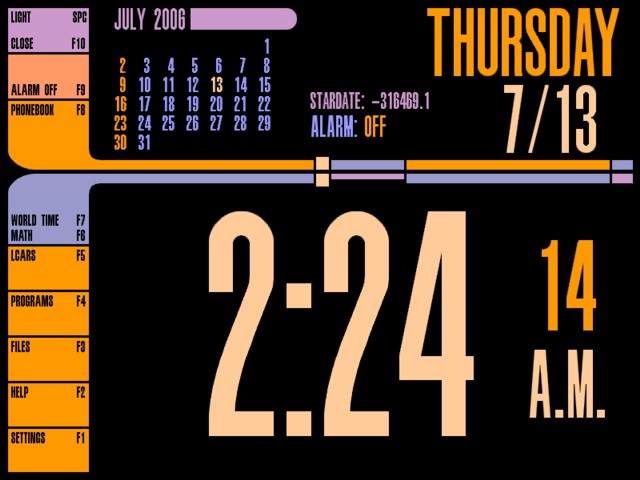 LIGHT SPC
CLOSE F10
ALARM OFF F9
PHONEBOOK F8
JULY 2006
1
2 3 4 5 6 7 8
9 10 11 12 13 14 15
16 17 18 19 20 21 22
23 24 25 26 27 28 29
30 31
STARDATE: -316469.1
ALARM: OFF
THURSDAY
7/13
WORLD TIME F7
MATH F6
LCARS F5
PROGRAMS F4
FILES F3
HELP F2
SETTINGS F1
2:24
14
A.M.